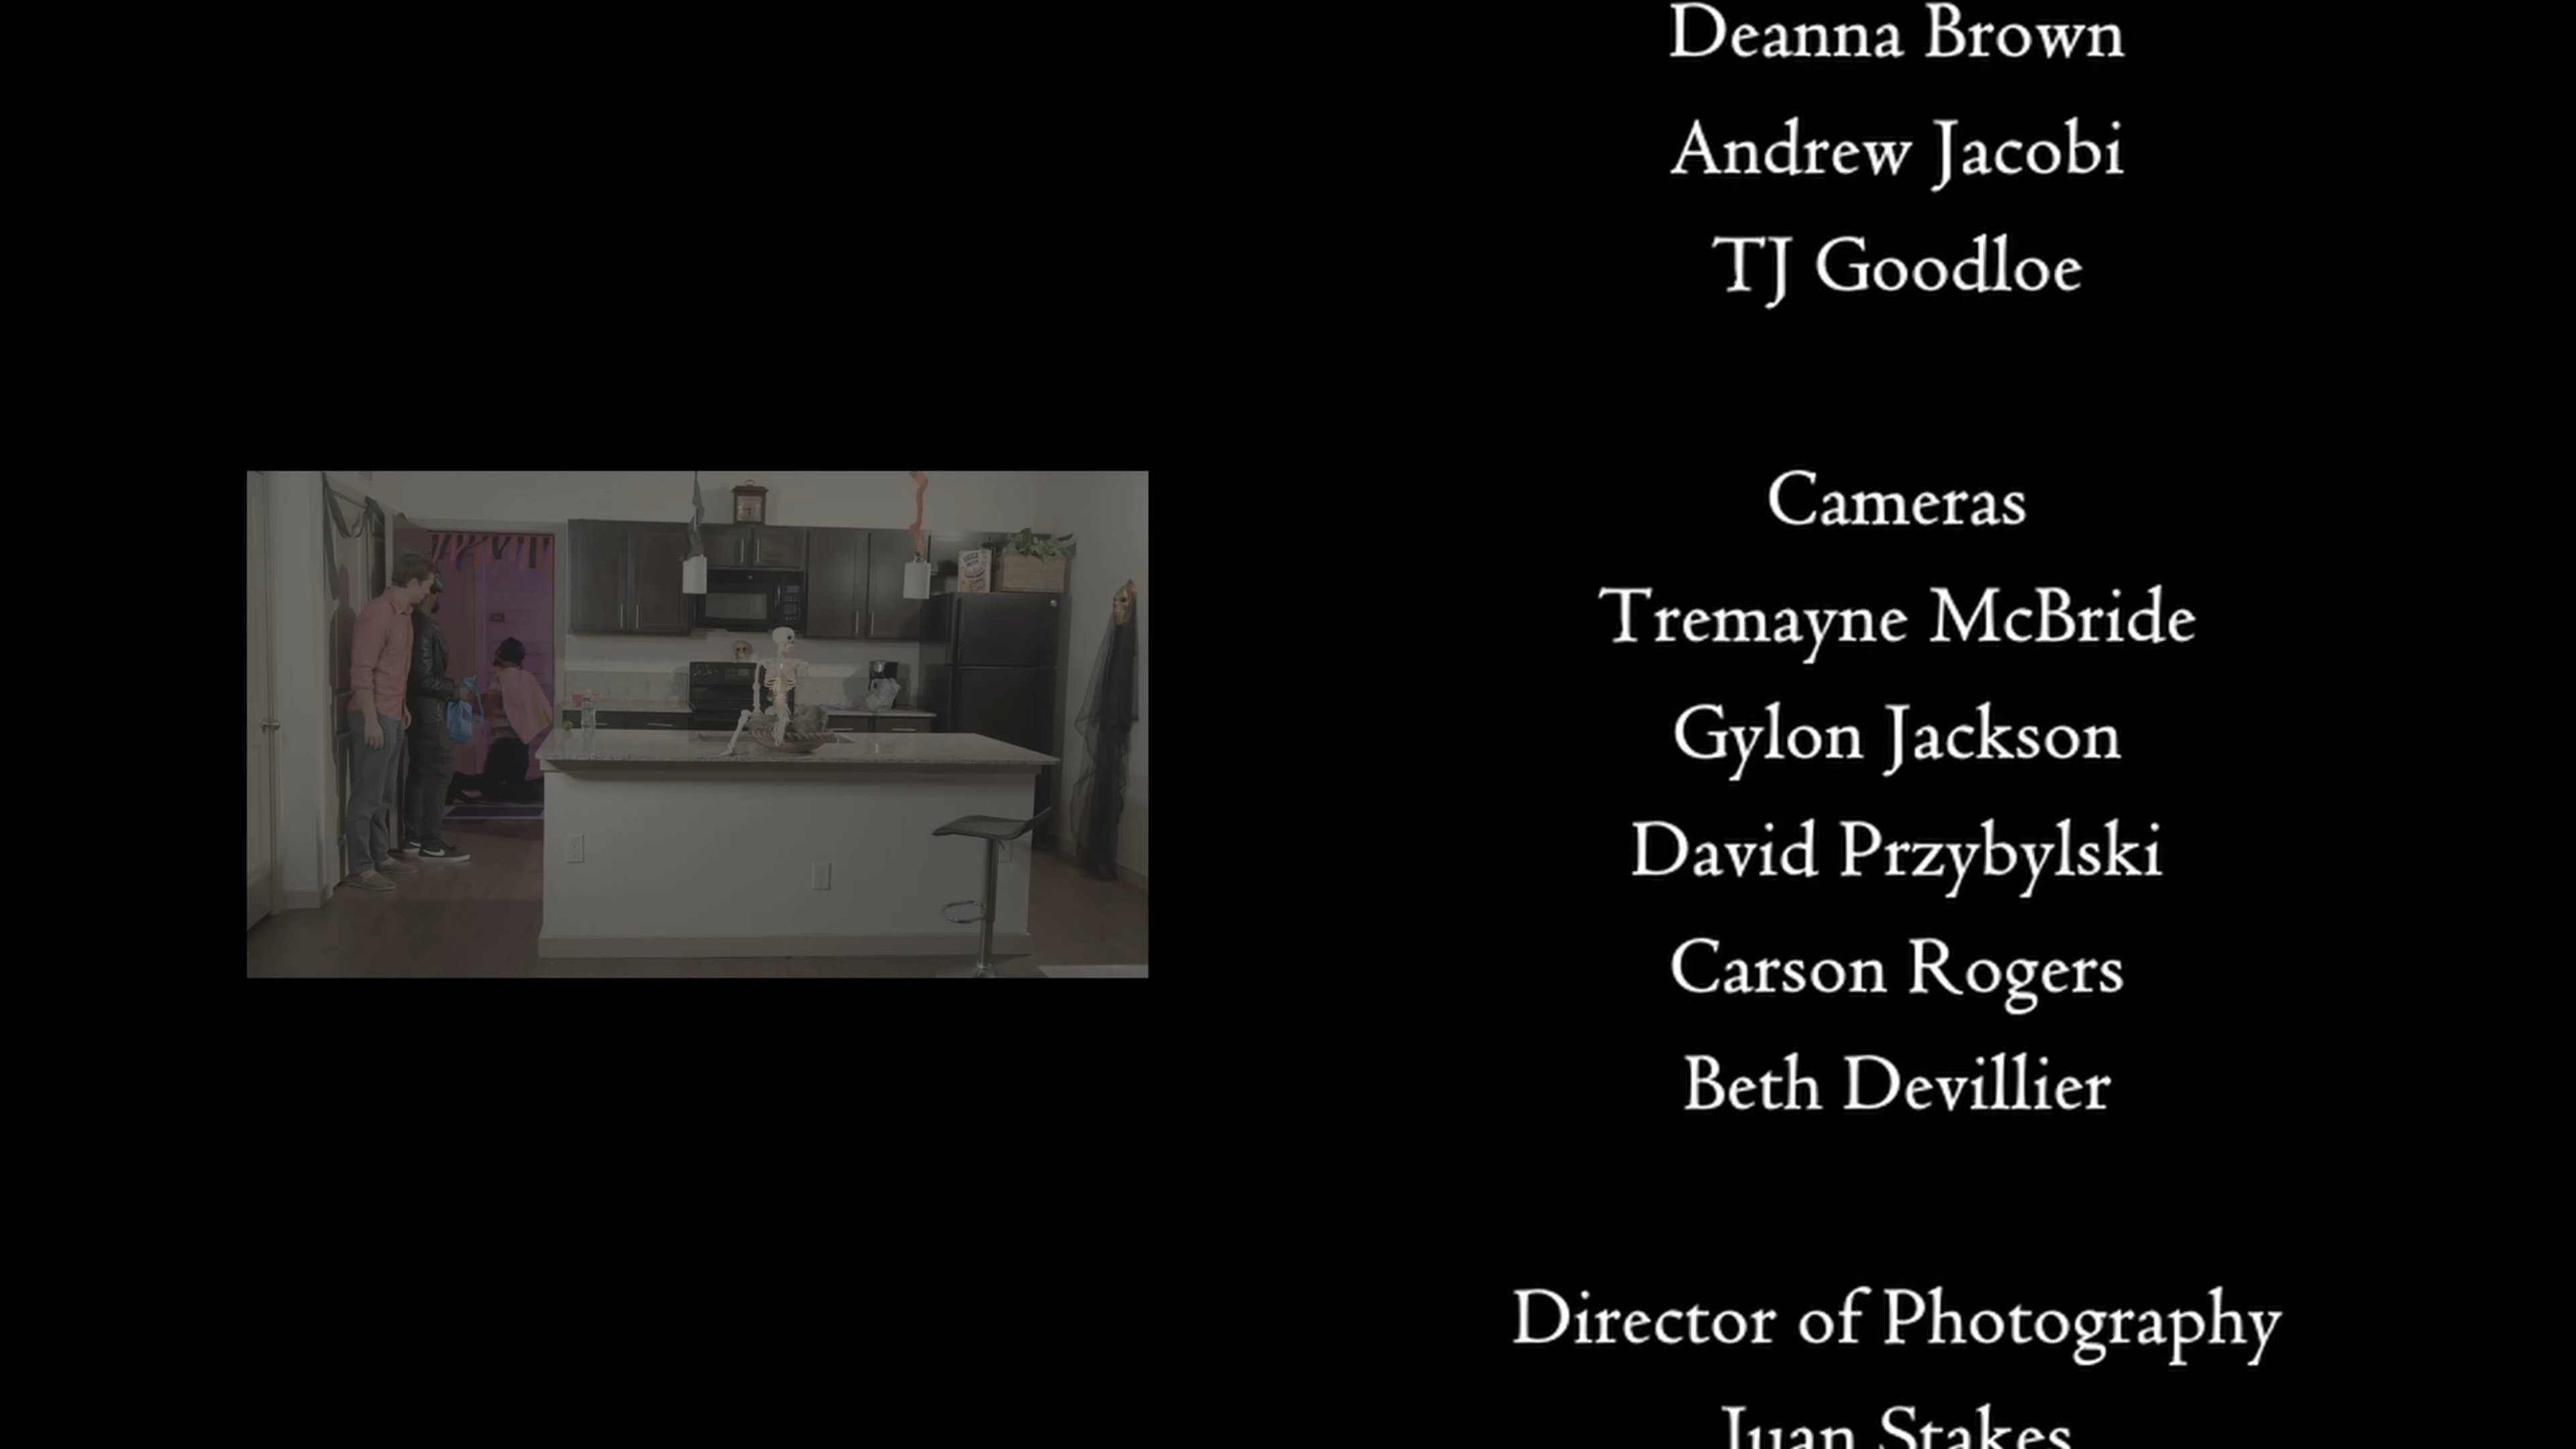 Deanna Brown
Andrew Jacobi
TJ Goodloe
Cameras
Tremayne McBride
Gylon Jackson
David Przybylski
Carson Rogers
Beth Devillier
Director of Photography
Juan Stakes